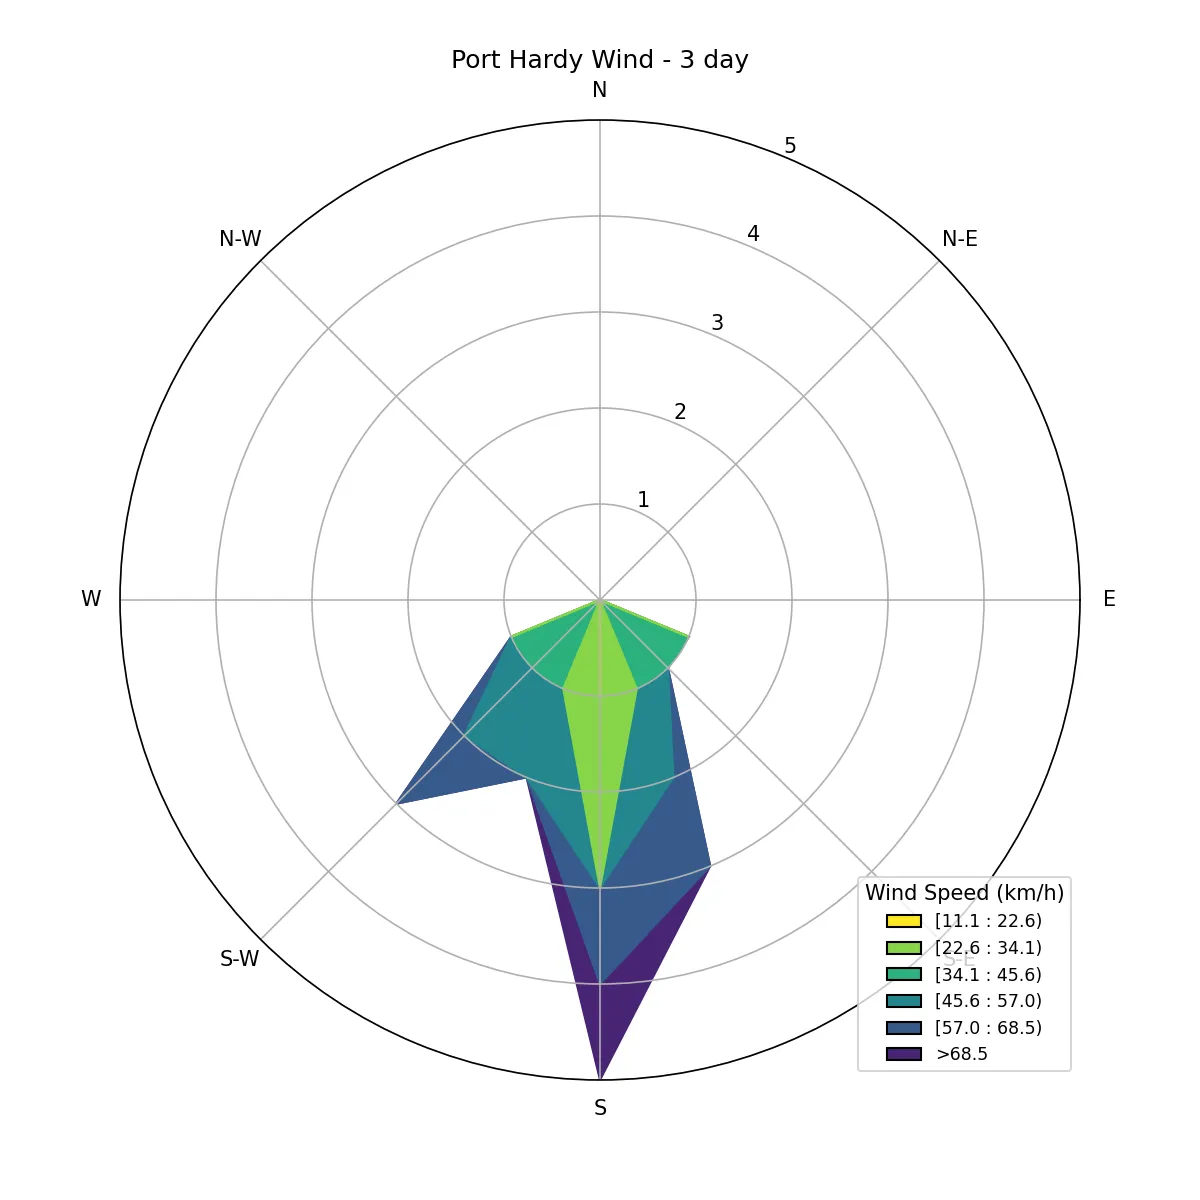 Port Hardy Wind - 3 day
N
5
N-W
N-E
4
3
2
1
W
E
Wind Speed (km/h)
[11.1 : 22.6)
[22.6 : 34.1)
S-W
S-E
[34.1 : 45.6)
[45.6 : 57.0)
[57.0 : 68.5)
>68.5
S